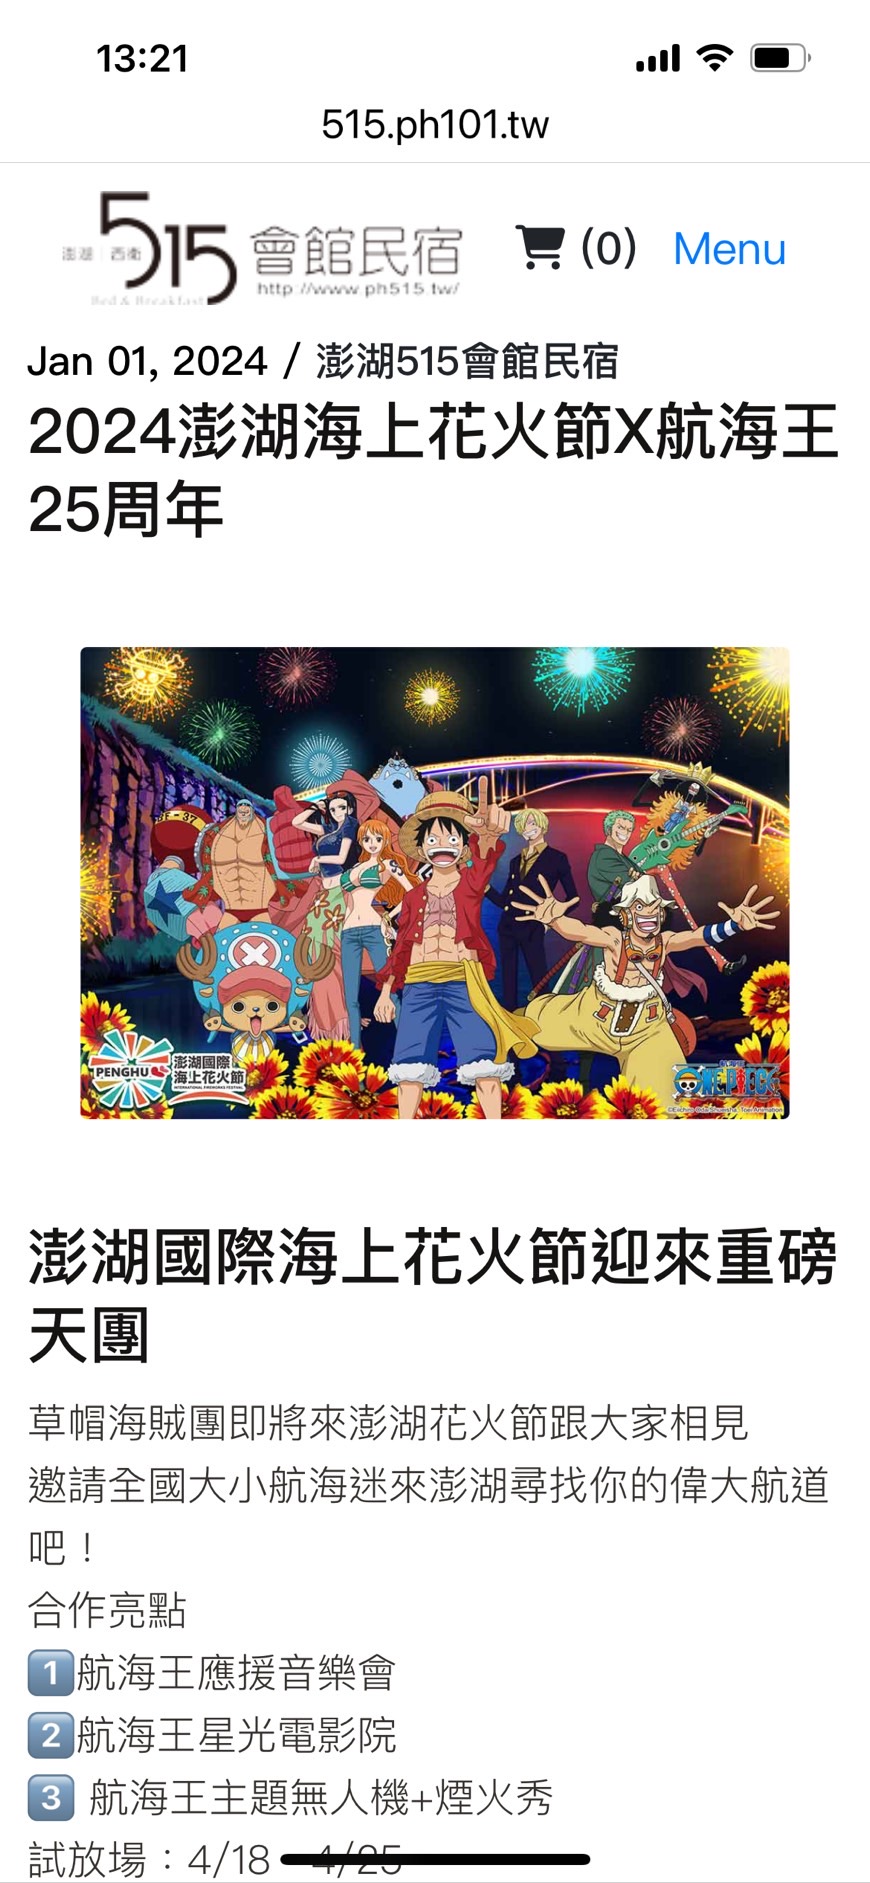 13:21
515.ph101.tw
澎湖 西衛
515 會館民宿
Bed & Breakfast
http://www.ph515.tw/
(0)
Menu
Jan 01, 2024 / 澎湖515會館民宿
2024澎湖海上花火節X航海王
25周年
BF-37
PENGHU
澎湖國際
海上花火節
INTERNATIONAL FIREWORKS FESTIVAL
ONE PIECE
澎湖國際海上花火節迎來重磅
天團
草帽海賊團即將來澎湖花火節跟大家相見
邀請全國大小航海迷來澎湖尋找你的偉大航道
吧！
合作亮點
1航海王應援音樂會
2航海王星光電影院
3 航海王主題無人機+煙火秀
試放場：4/18 4/25